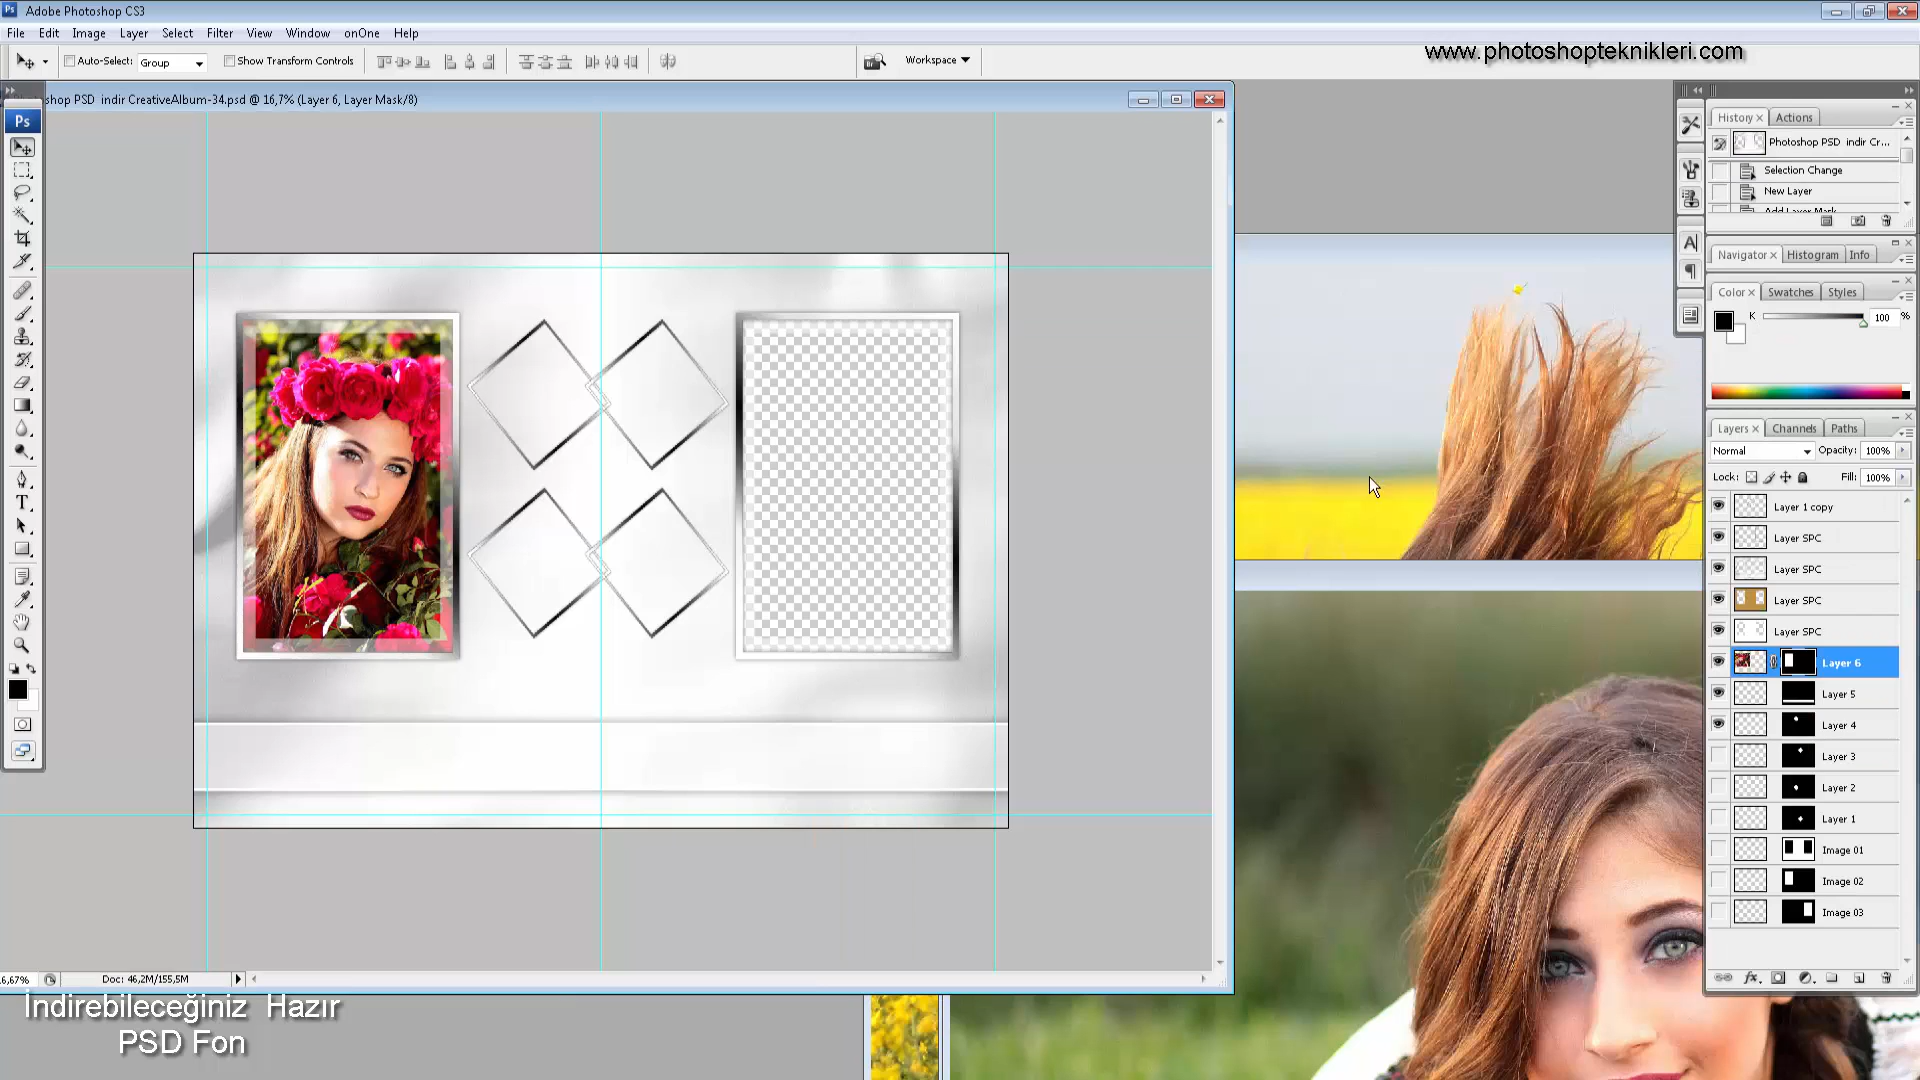 Adobe Photoshop CS3
File Edit Image Layer Select Filter View Window onOne Help
Auto-Select: Group Show Transform Controls Workspace
www.photoshopteknikleri.com
shop PSD indir CreativeAlbum-34.psd @ 16,7% (Layer 6, Layer Mask/8)
Ps
History Actions
Photoshop PSD indir Cr...
Selection Change
New Layer
Add Layer Mask
Navigator Histogram Info
Color Swatches Styles
K 100 %
Layers Channels Paths
Normal Opacity: 100%
Lock: Fill: 100%
Layer 1 copy
Layer SPC
Layer SPC
Layer SPC
Layer SPC
Layer 6
Layer 5
Layer 4
Layer 3
Layer 2
Layer 1
Image 01
Image 02
Image 03
6,67% Doc: 46,2M/155,5M
İndirebileceğiniz Hazır
PSD Fon